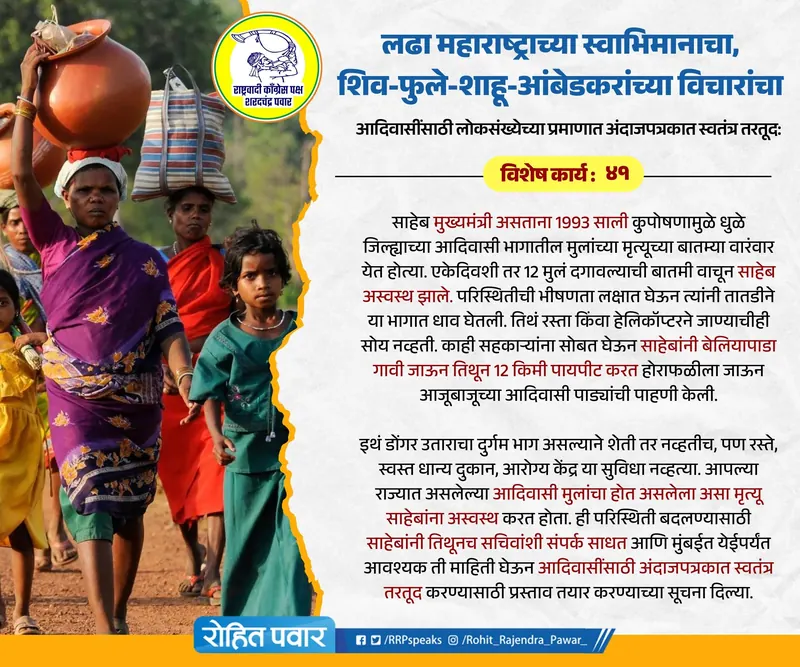 राष्ट्रवादी काँग्रेस पक्ष
शरदचंद्र पवार
लढा महाराष्ट्राच्या स्वाभिमानाचा,
शिव-फुले-शाहू-आंबेडकरांच्या विचारांचा
आदिवासींसाठी लोकसंख्येच्या प्रमाणात अंदाजपत्रकात स्वतंत्र तरतूद:
विशेष कार्य : ४१
साहेब मुख्यमंत्री असताना 1993 साली कुपोषणामुळे धुळे
जिल्ह्याच्या आदिवासी भागातील मुलांच्या मृत्यूच्या बातम्या वारंवार
येत होत्या. एकेदिवशी तर 12 मुलं दगावल्याची बातमी वाचून साहेब
अस्वस्थ झाले. परिस्थितीची भीषणता लक्षात घेऊन त्यांनी तातडीने
या भागात धाव घेतली. तिथं रस्ता किंवा हेलिकॉप्टरने जाण्याचीही
सोय नव्हती. काही सहकाऱ्यांना सोबत घेऊन साहेबांनी बेलियापाडा
गावी जाऊन तिथून 12 किमी पायपीट करत होराफळीला जाऊन
आजूबाजूच्या आदिवासी पाड्यांची पाहणी केली.
इथं डोंगर उताराचा दुर्गम भाग असल्याने शेती तर नव्हतीच, पण रस्ते,
स्वस्त धान्य दुकान, आरोग्य केंद्र या सुविधा नव्हत्या. आपल्या
राज्यात असलेल्या आदिवासी मुलांचा होत असलेला असा मृत्यू
साहेबांना अस्वस्थ करत होता. ही परिस्थिती बदलण्यासाठी
साहेबांनी तिथूनच सचिवांशी संपर्क साधत आणि मुंबईत येईपर्यंत
आवश्यक ती माहिती घेऊन आदिवासींसाठी अंदाजपत्रकात स्वतंत्र
तरतूद करण्यासाठी प्रस्ताव तयार करण्याच्या सूचना दिल्या.
रोहित पवार
/RRPspeaks /Rohit_Rajendra_Pawar_